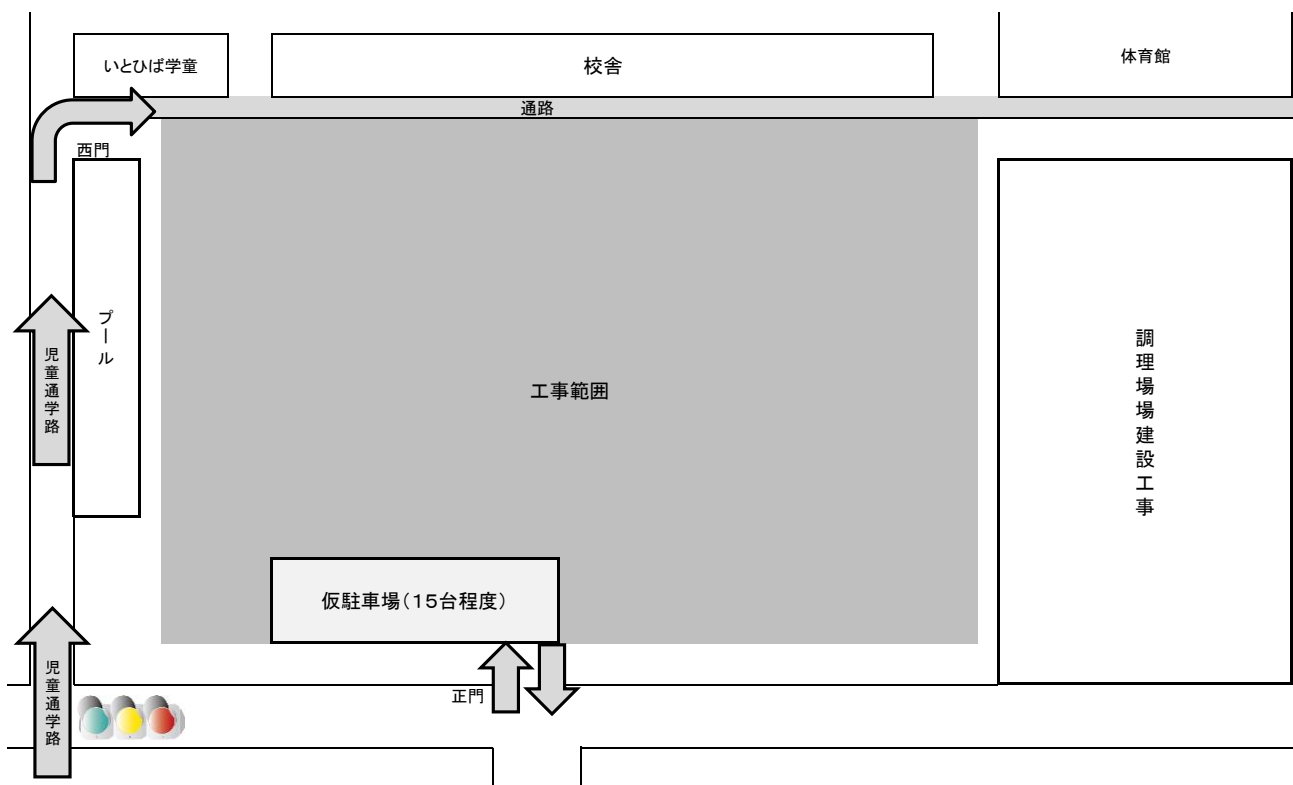 いとひば学童
校舎
体育館
通路
西門
プール
児童通学路
工事範囲
調理場場建設工事
仮駐車場(15台程度)
正門
児童通学路